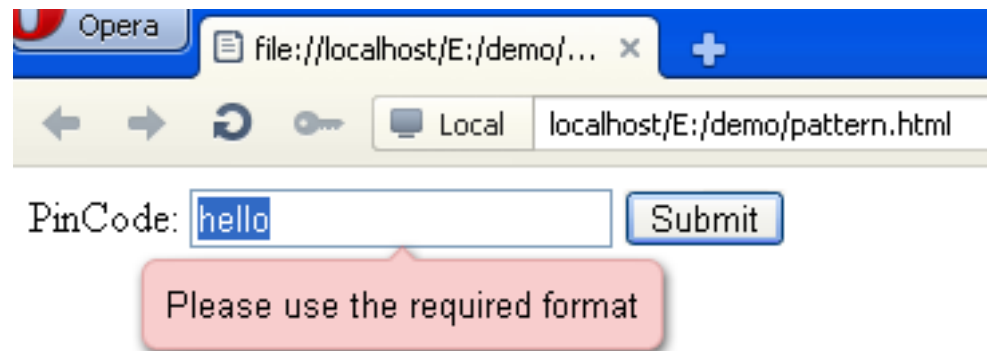 Opera
file://localhost/E:/demo/...
Local localhost/E:/demo/pattern.html
PinCode: hello Submit
Please use the required format